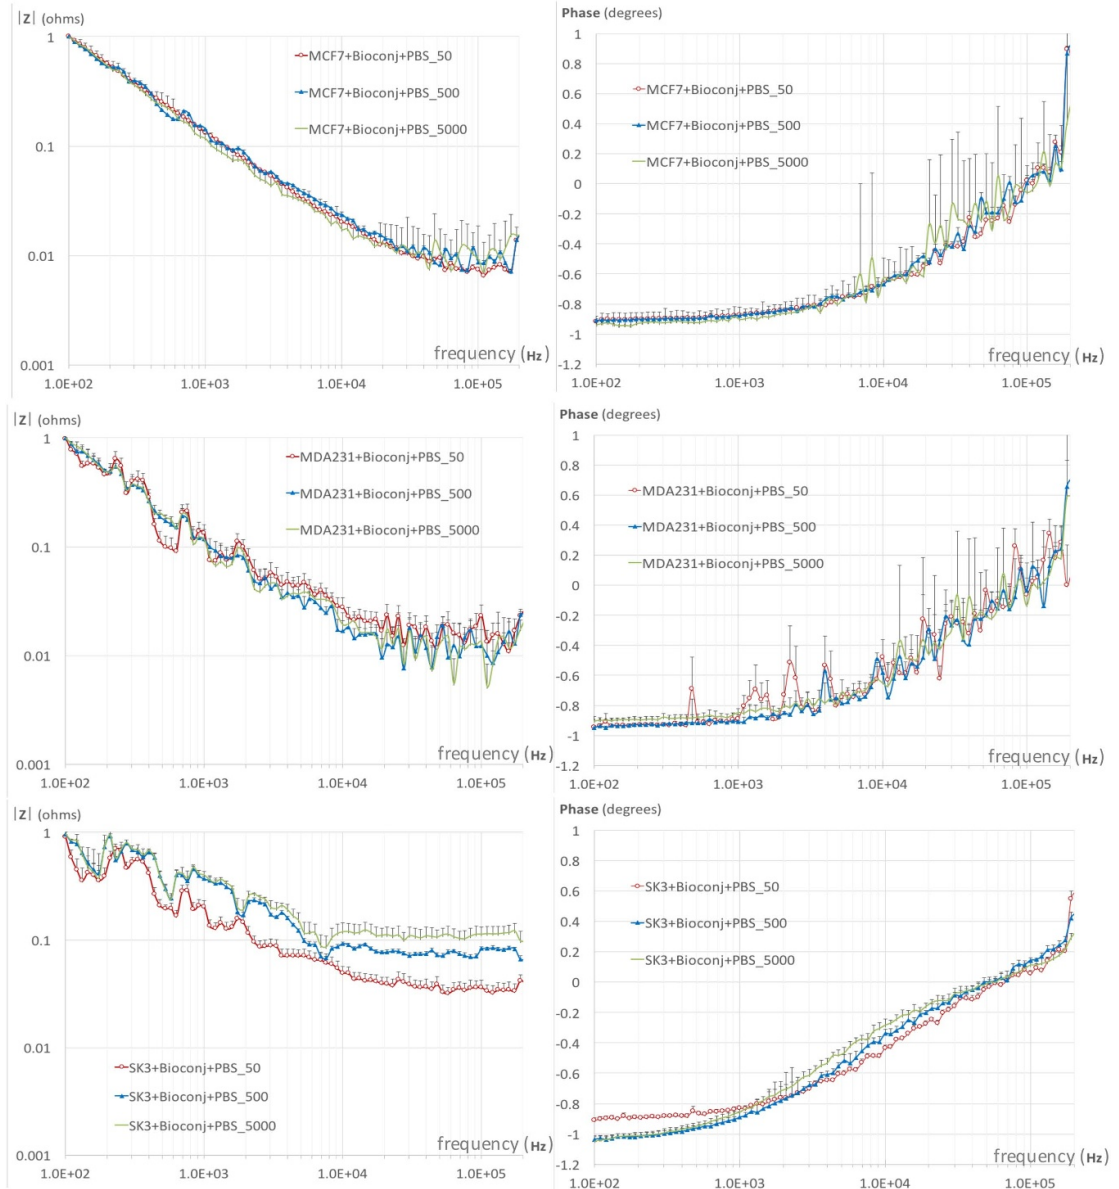 |Z| (ohms)
1
0.1
0.01
0.001
MCF7+Bioconj+PBS_50
MCF7+Bioconj+PBS_500
MCF7+Bioconj+PBS_5000
frequency (Hz)
1.0E+02 1.0E+03 1.0E+04 1.0E+05
Phase (degrees)
1
0.8
0.6
0.4
0.2
0
-0.2
-0.4
-0.6
-0.8
-1
-1.2
MCF7+Bioconj+PBS_50
MCF7+Bioconj+PBS_500
MCF7+Bioconj+PBS_5000
frequency (Hz)
1.0E+02 1.0E+03 1.0E+04 1.0E+05
|Z| (ohms)
1
0.1
0.01
0.001
MDA231+Bioconj+PBS_50
MDA231+Bioconj+PBS_500
MDA231+Bioconj+PBS_5000
frequency (Hz)
1.0E+02 1.0E+03 1.0E+04 1.0E+05
Phase (degrees)
1
0.8
0.6
0.4
0.2
0
-0.2
-0.4
-0.6
-0.8
-1
-1.2
MDA231+Bioconj+PBS_50
MDA231+Bioconj+PBS_500
MDA231+Bioconj+PBS_5000
frequency (Hz)
1.0E+02 1.0E+03 1.0E+04 1.0E+05
|Z| (ohms)
1
0.1
0.01
0.001
SK3+Bioconj+PBS_50
SK3+Bioconj+PBS_500
SK3+Bioconj+PBS_5000
frequency (Hz)
1.0E+02 1.0E+03 1.0E+04 1.0E+05
Phase (degrees)
1
0.8
0.6
0.4
0.2
0
-0.2
-0.4
-0.6
-0.8
-1
-1.2
SK3+Bioconj+PBS_50
SK3+Bioconj+PBS_500
SK3+Bioconj+PBS_5000
frequency (Hz)
1.0E+02 1.0E+03 1.0E+04 1.0E+05